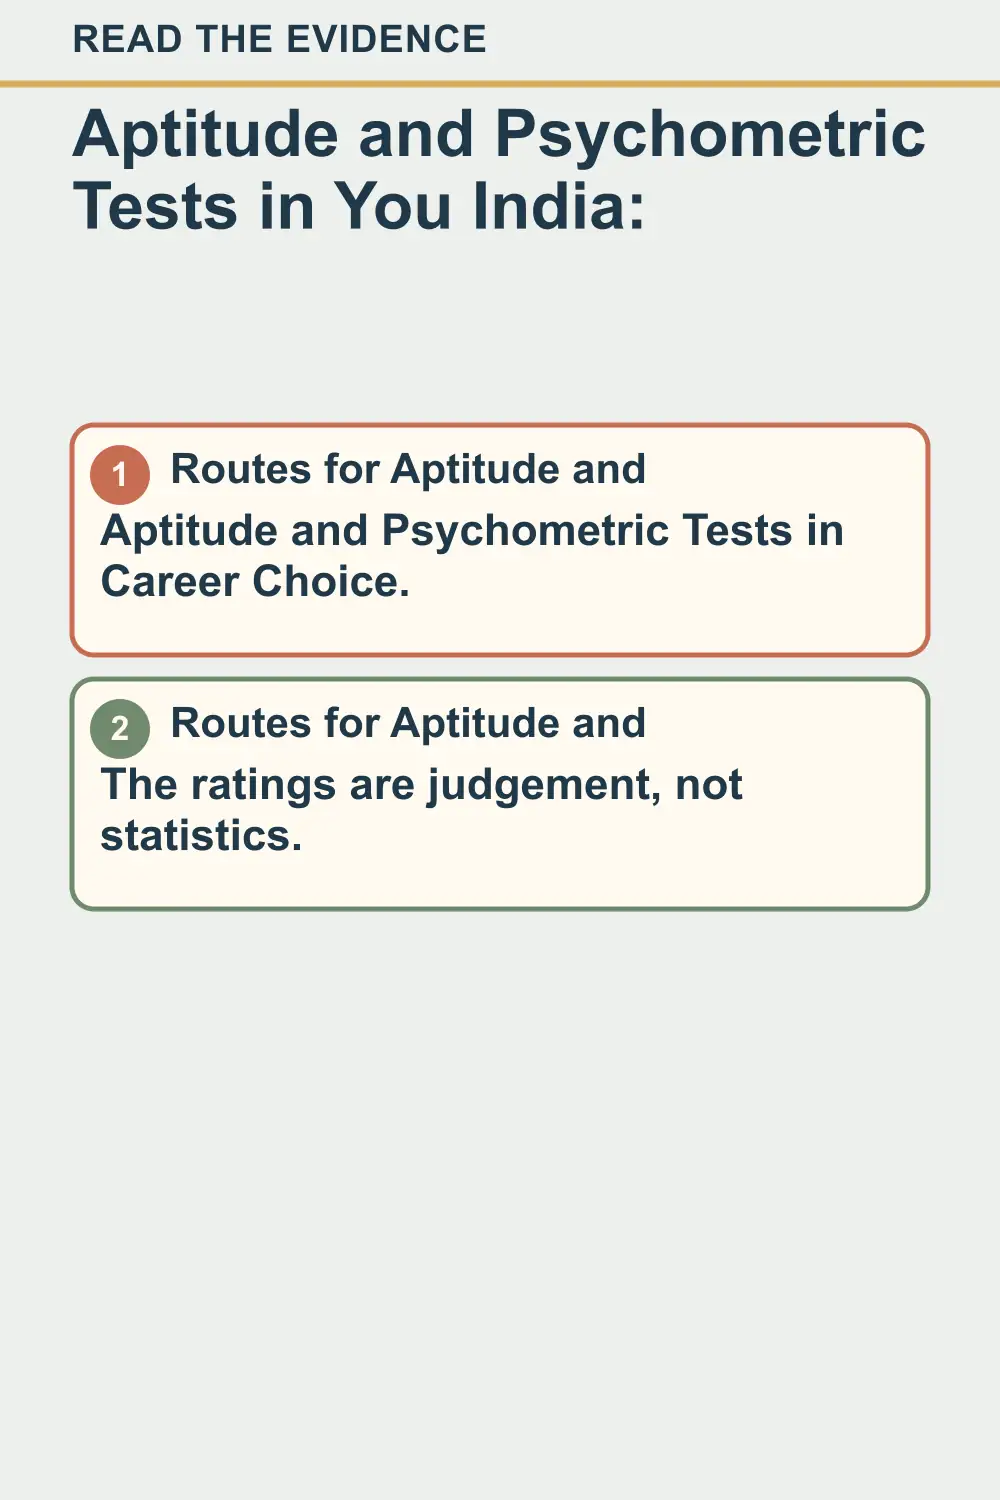 READ THE EVIDENCE
Aptitude and Psychometric
Tests in You India:
1
Routes for Aptitude and
Aptitude and Psychometric Tests in
Career Choice.
2
Routes for Aptitude and
The ratings are judgement, not
statistics.